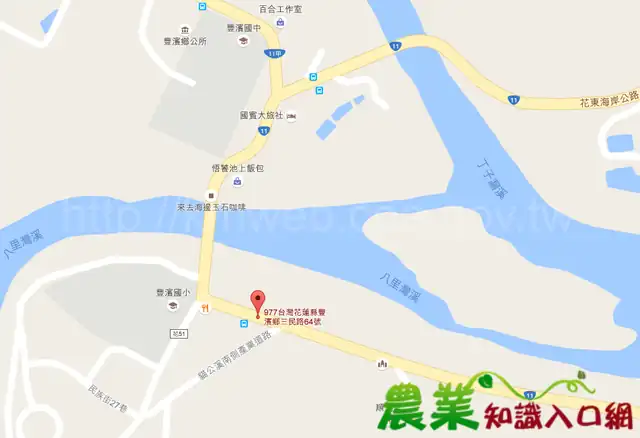 百合工作室
豐濱國中
豐濱鄉公所
11甲
11
11
花東海岸公路
國賓大旅社
11
悟饕池上飯包
丁子漏溪
來去海邊玉石咖啡
八里灣溪
八里灣溪
豐濱國小
977台灣花蓮縣豐
濱鄉三民路64號
花51
貓公溪南側產業道路
民族街27巷
11
農業知識入口網